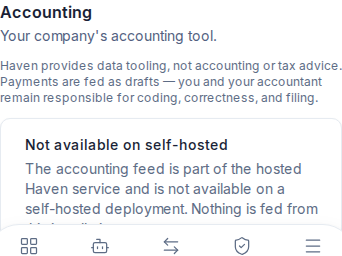 Accounting
Your company's accounting tool.
Haven provides data tooling, not accounting or tax advice.
Payments are fed as drafts — you and your accountant
remain responsible for coding, correctness, and filing.
Not available on self-hosted
The accounting feed is part of the hosted
Haven service and is not available on a
self-hosted deployment. Nothing is fed from